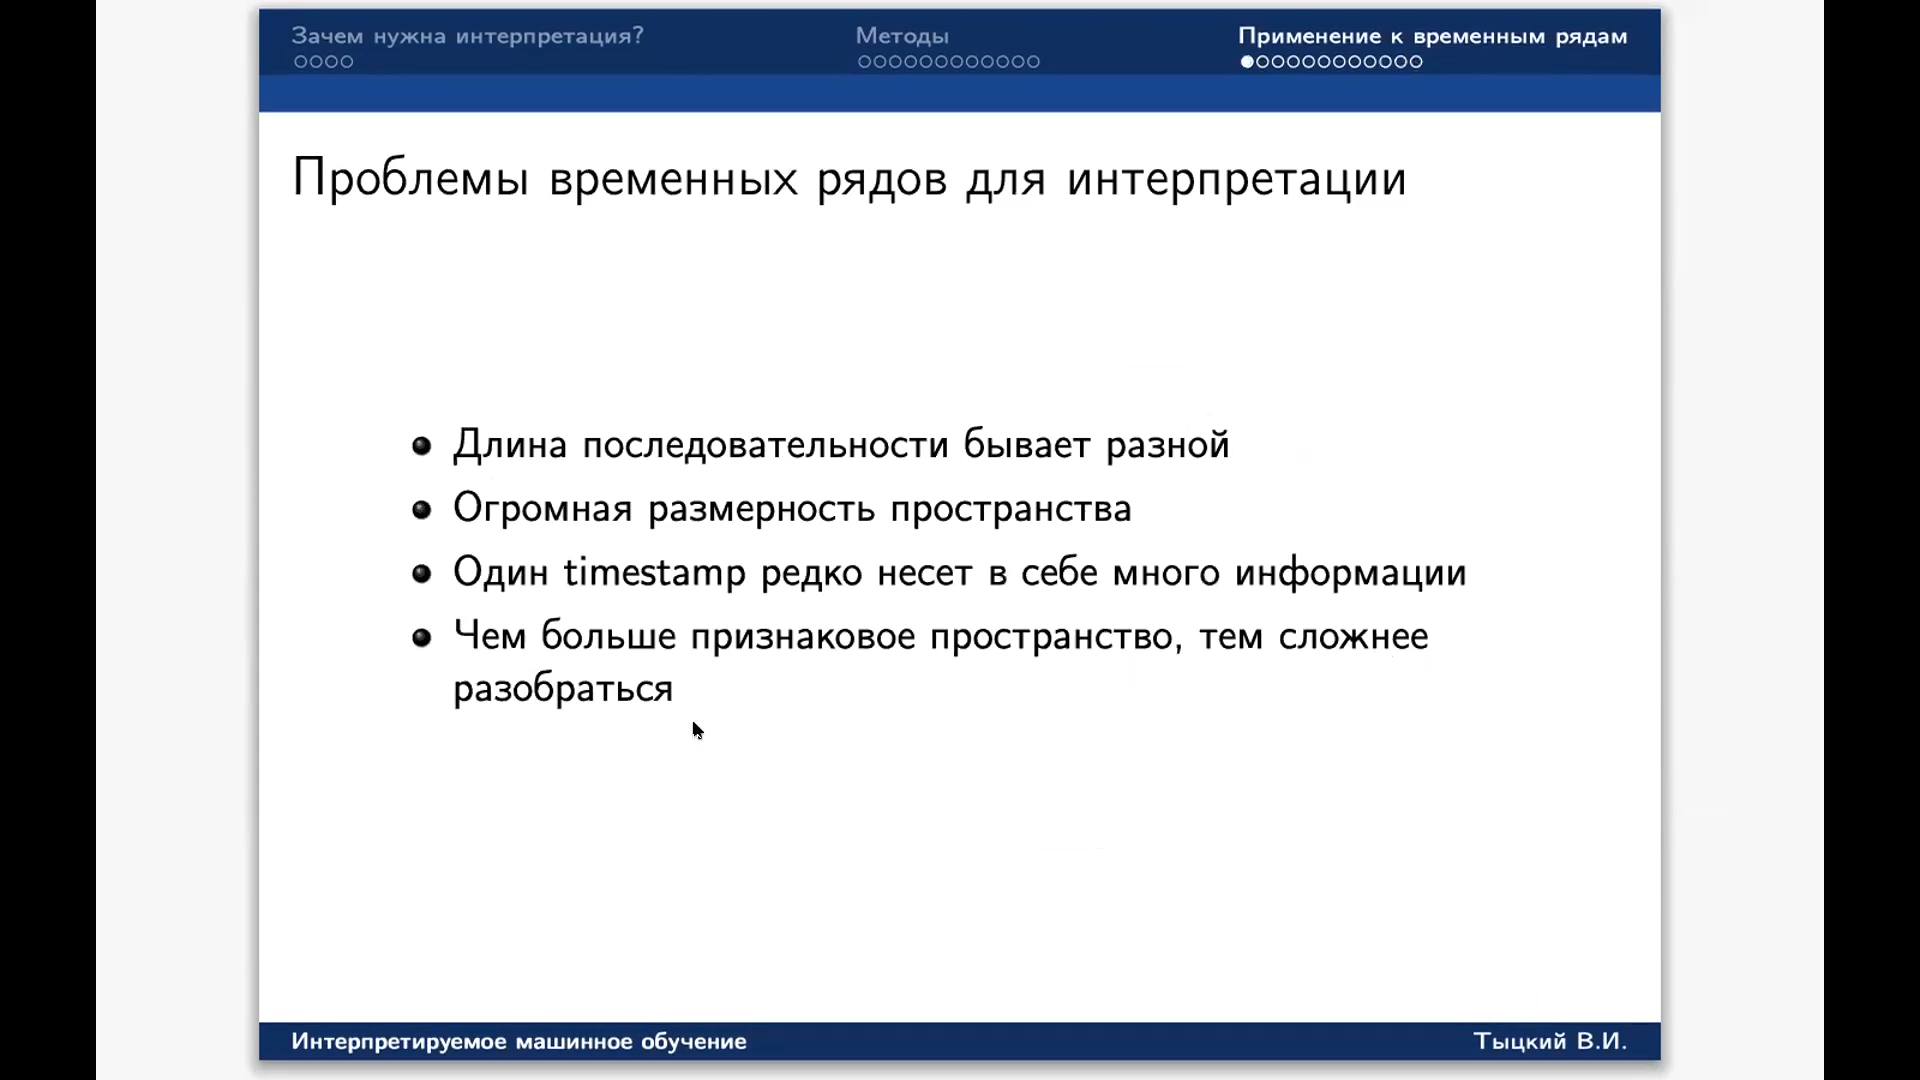 Зачем нужна интерпретация?
Методы
Применение к временным рядам
Проблемы временных рядов для интерпретации
Длина последовательности бывает разной
Огромная размерность пространства
Один timestamp редко несет в себе много информации
Чем больше признаковое пространство, тем сложнее
разобраться
Интерпретируемое машинное обучение
Тыцкий В.И.